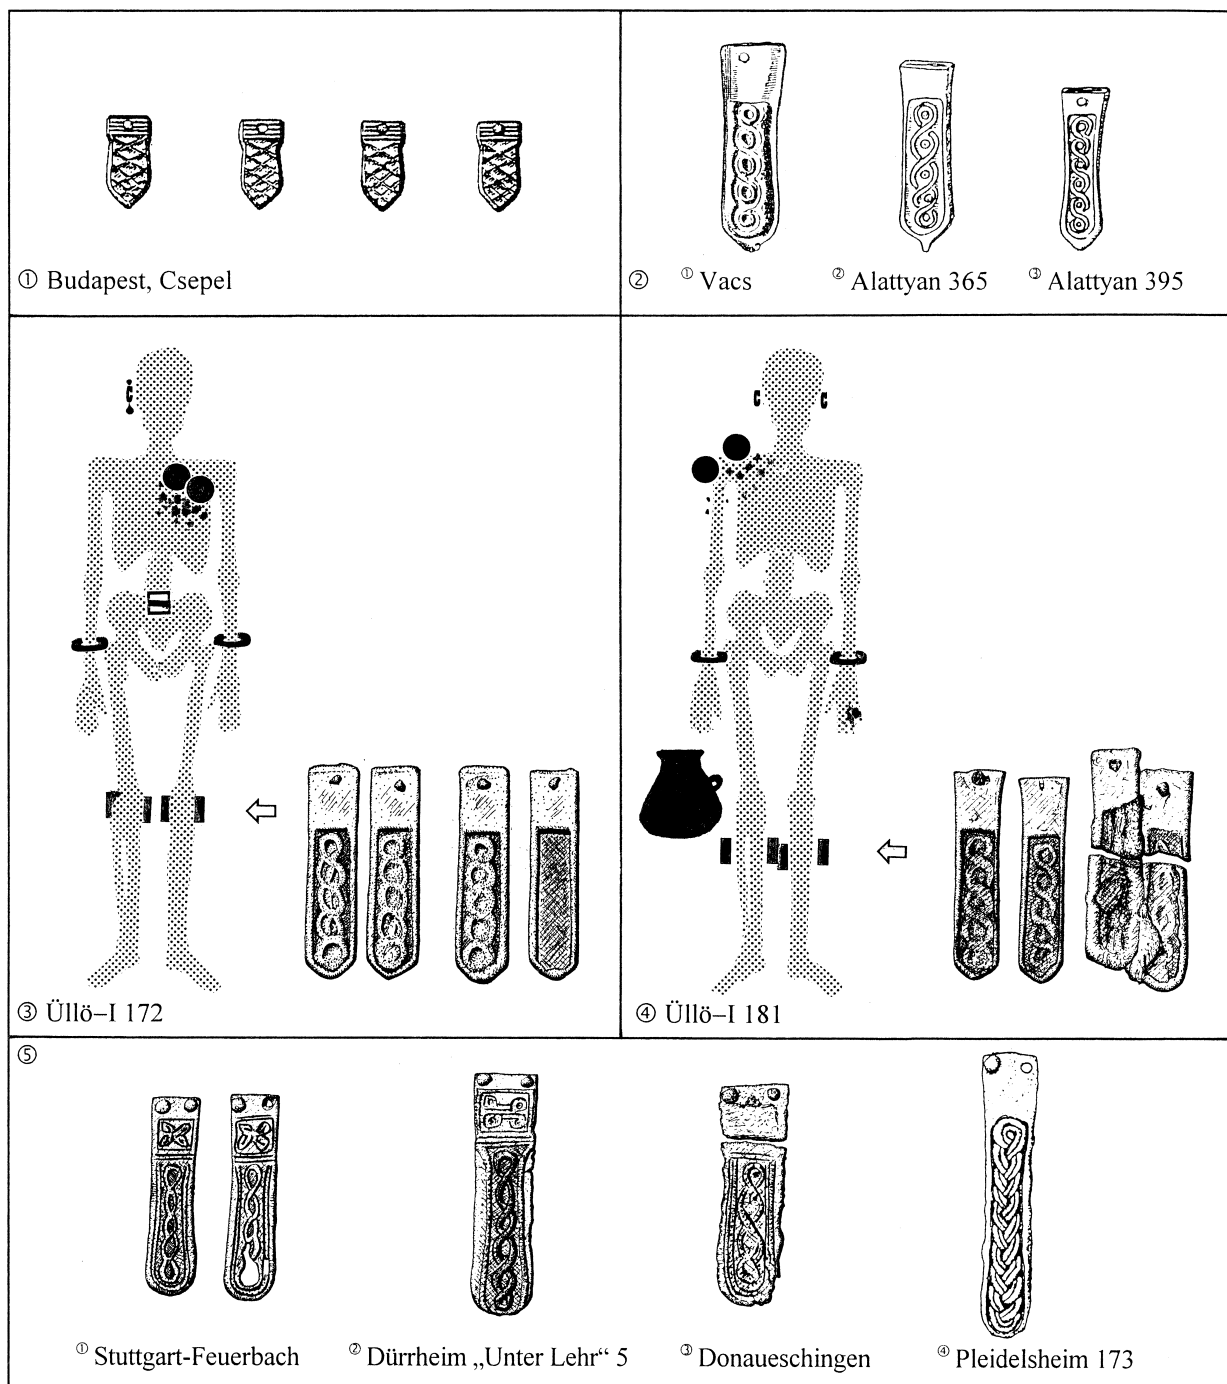 ① Budapest, Csepel
② ① Vacs ② Alattyan 365 ③ Alattyan 395
③ Üllö–I 172
④ Üllö–I 181
⑤
① Stuttgart-Feuerbach ② Dürrheim „Unter Lehr“ 5 ③ Donaueschingen ④ Pleidelsheim 173